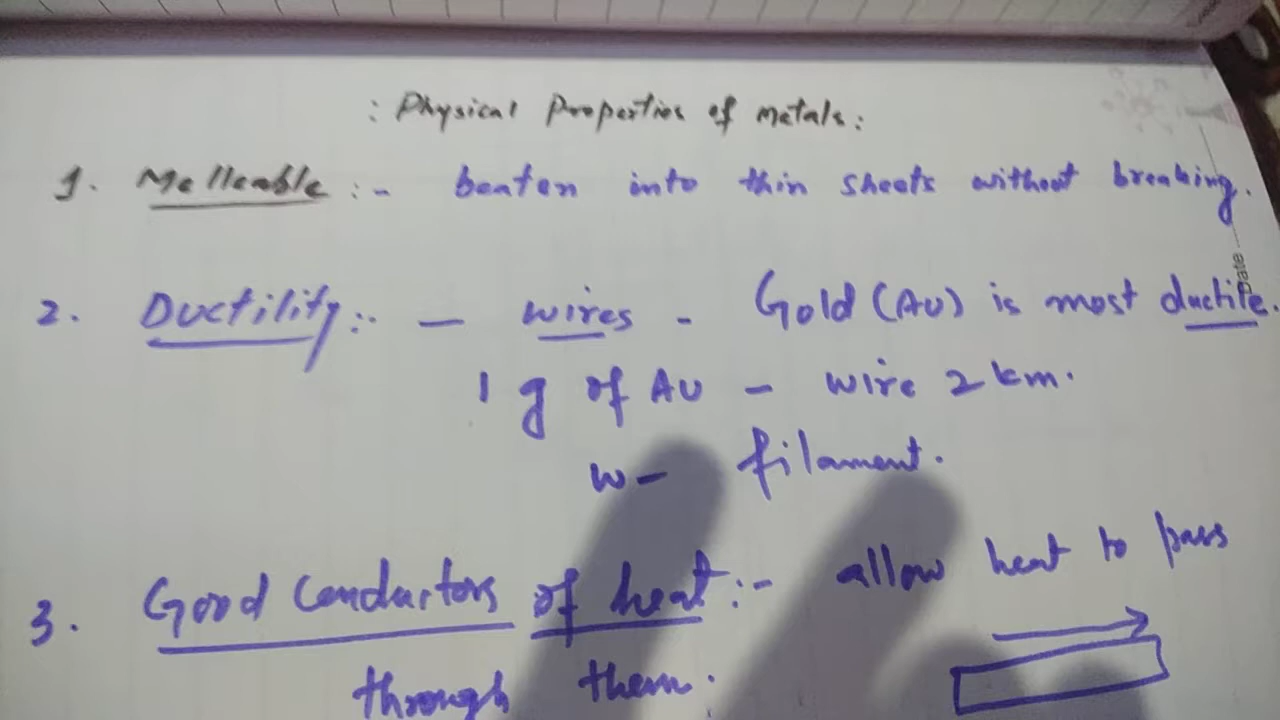 : Physical Properties of metals :
1. Melleable :- beaten into thin sheets without breaking.
2. Ductility :- — wires - Gold (AU) is most ductile.
1 g of AU - wire 2 km.
W - filament.
3. Good Conductors of heat :- allow heat to pass
through them.
Date